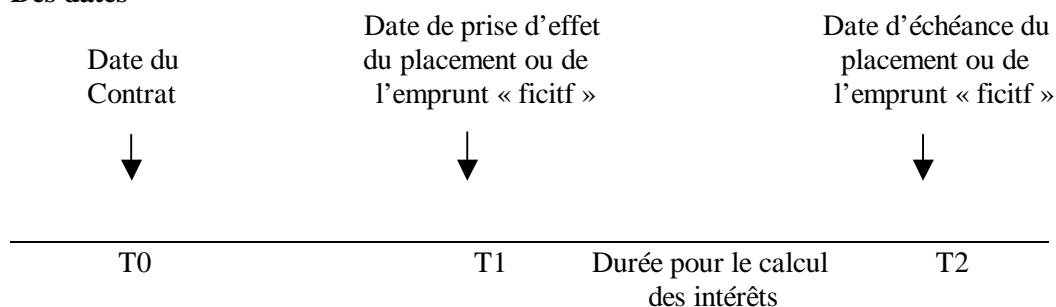 Des dates
Date du
Contrat
Date de prise d'effet
du placement ou de
l'emprunt « ficitf »
Date d'échéance du
placement ou de
l'emprunt « ficitf »
T0 T1 Durée pour le calcul T2
des intérêts